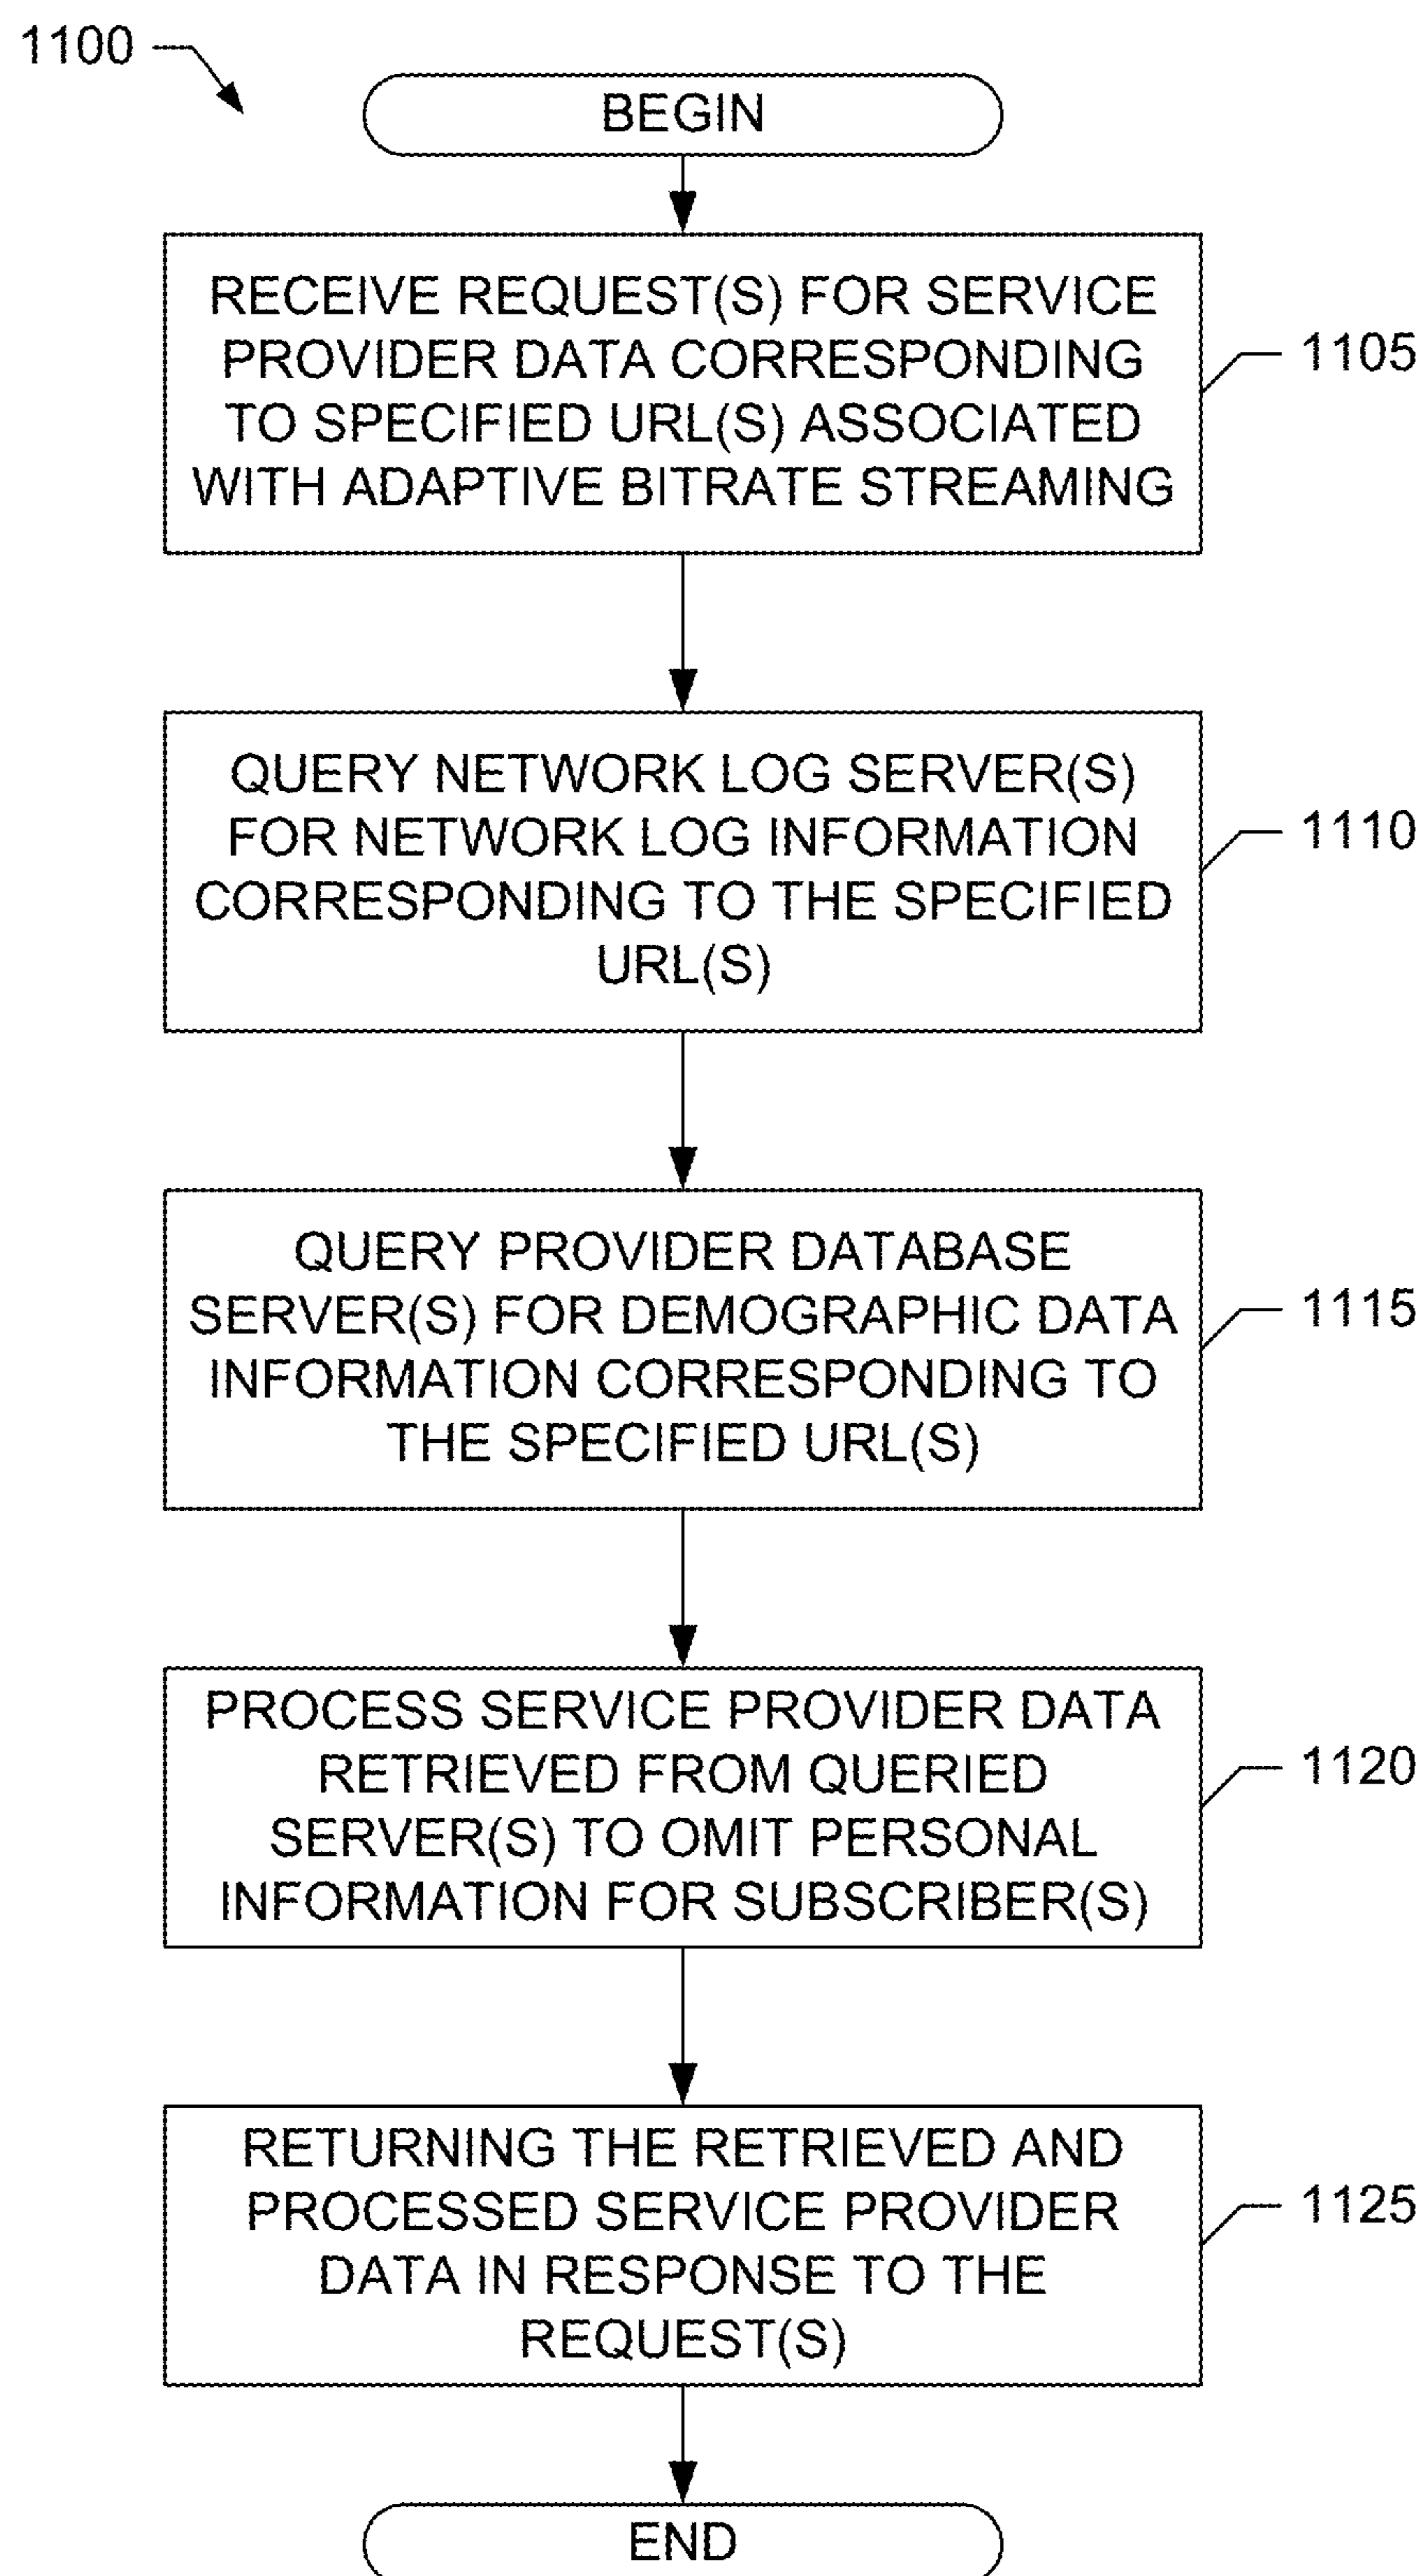 1100
BEGIN
RECEIVE REQUEST(S) FOR SERVICE
PROVIDER DATA CORRESPONDING
TO SPECIFIED URL(S) ASSOCIATED
WITH ADAPTIVE BITRATE STREAMING
1105
QUERY NETWORK LOG SERVER(S)
FOR NETWORK LOG INFORMATION
CORRESPONDING TO THE SPECIFIED
URL(S)
1110
QUERY PROVIDER DATABASE
SERVER(S) FOR DEMOGRAPHIC DATA
INFORMATION CORRESPONDING TO
THE SPECIFIED URL(S)
1115
PROCESS SERVICE PROVIDER DATA
RETRIEVED FROM QUERIED
SERVER(S) TO OMIT PERSONAL
INFORMATION FOR SUBSCRIBER(S)
1120
RETURNING THE RETRIEVED AND
PROCESSED SERVICE PROVIDER
DATA IN RESPONSE TO THE
REQUEST(S)
1125
END